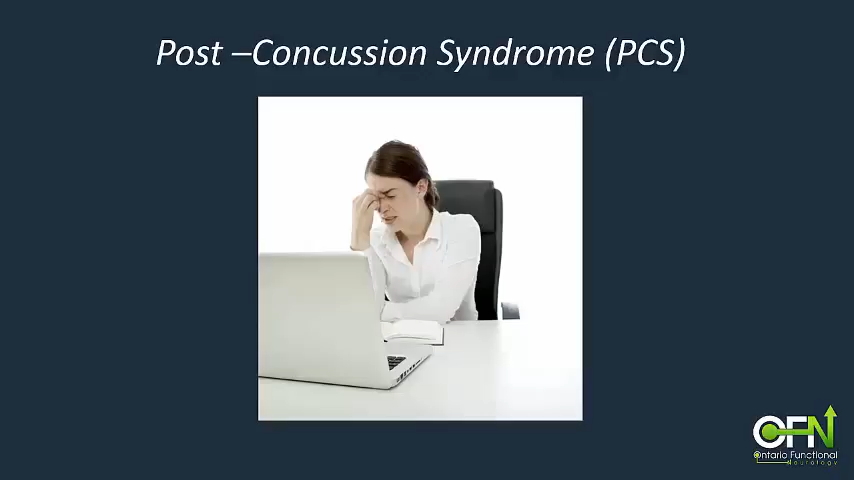 Post –Concussion Syndrome (PCS)
OFN
Ontario Functional
Neurology